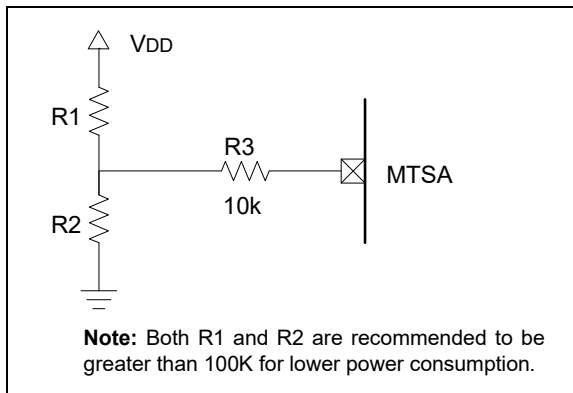 VDD
R1
R3
MTSA
10k
R2
Note: Both R1 and R2 are recommended to be
greater than 100K for lower power consumption.